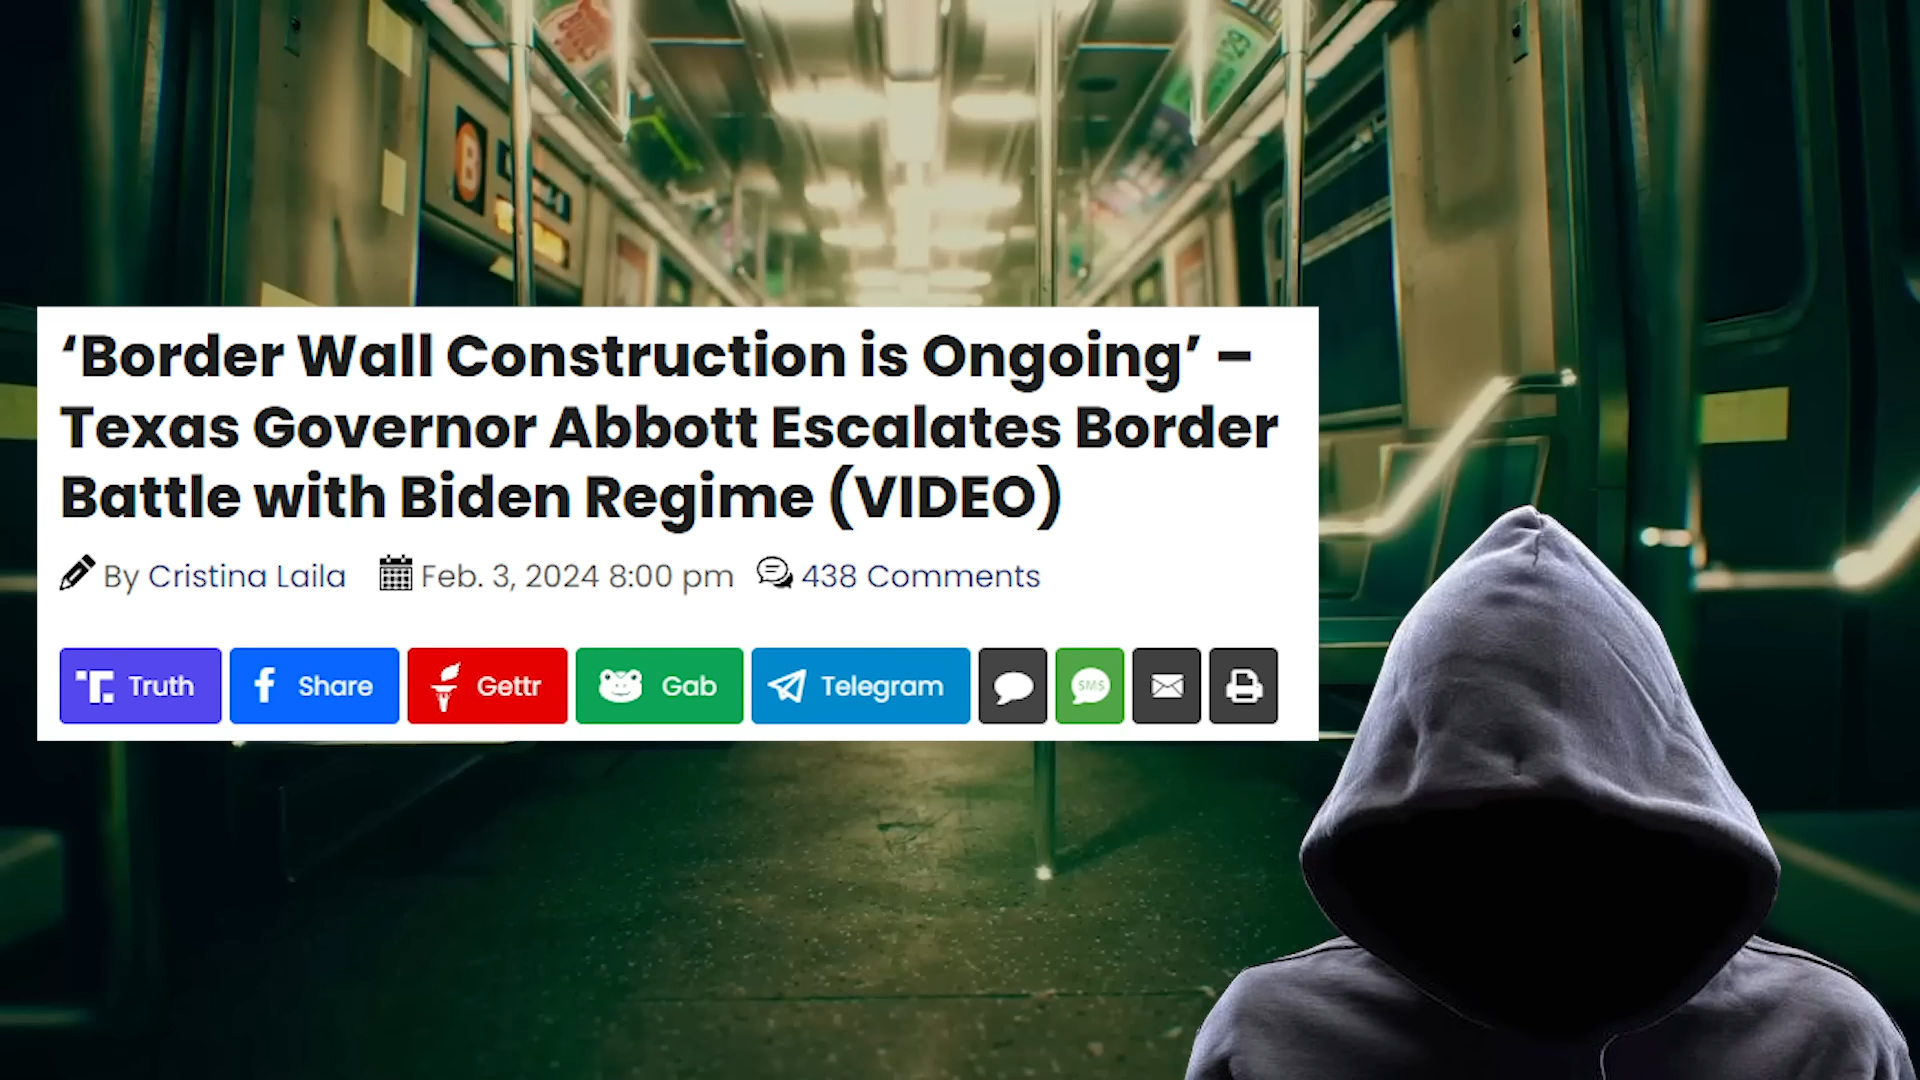 B
‘Border Wall Construction is Ongoing’ –
Texas Governor Abbott Escalates Border
Battle with Biden Regime (VIDEO)
By Cristina Laila Feb. 3, 2024 8:00 pm 438 Comments
Truth Share Gettr Gab Telegram SMS